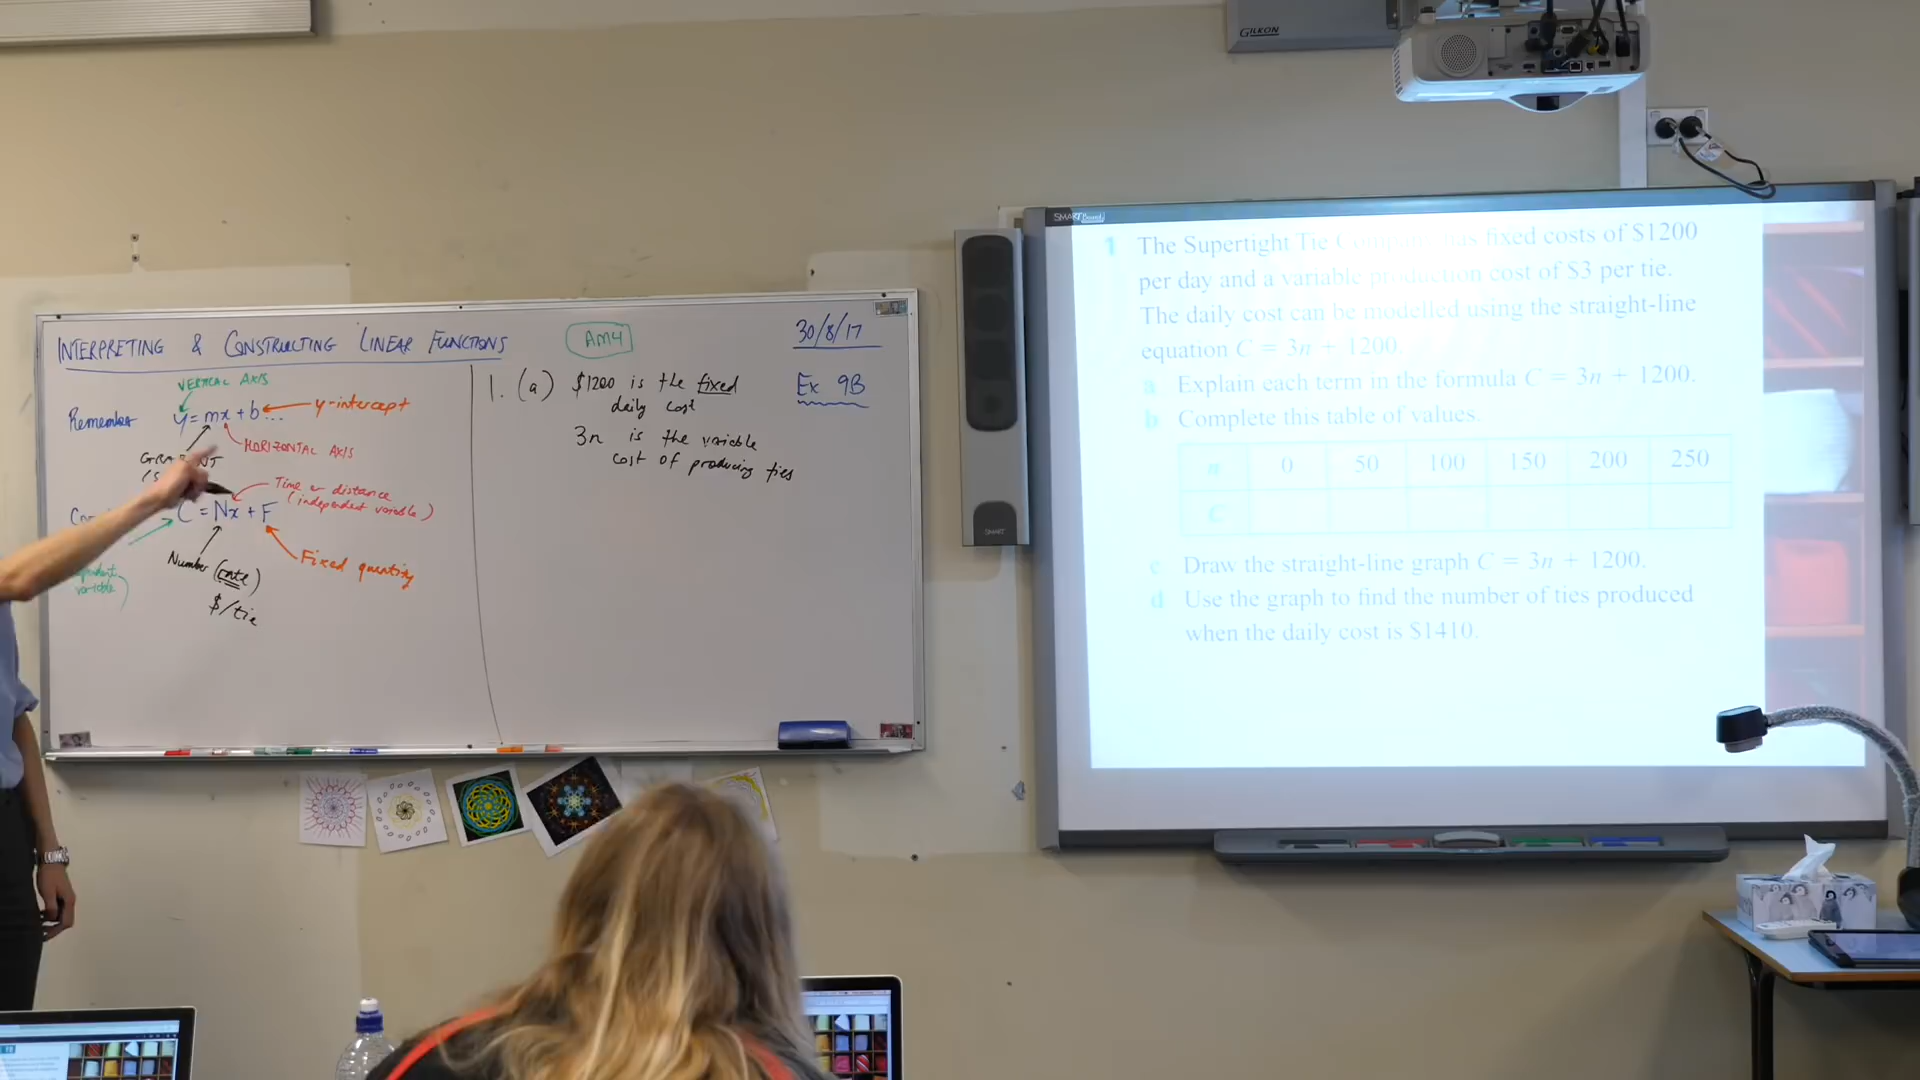 INTERPRETING & CONSTRUCTING LINEAR FUNCTIONS
AM4
30/8/17
Ex 9B
VERTICAL AXIS
Remember y = mx + b ...
y-intercept
HORIZONTAL AXIS
Time or distance
(independent variable)
C = Nx + F
Number (rate)
$/tie
Fixed quantity
variable)
1. (a) $1200 is the fixed
daily cost
3n is the variable
cost of producing ties
GILKON
SMART Board
SMART
1 The Supertight Tie Company has fixed costs of $1200
per day and a variable production cost of $3 per tie.
The daily cost can be modelled using the straight-line
equation C = 3n + 1200.
a Explain each term in the formula C = 3n + 1200.
b Complete this table of values.
n 0 50 100 150 200 250
C
c Draw the straight-line graph C = 3n + 1200.
d Use the graph to find the number of ties produced
when the daily cost is $1410.